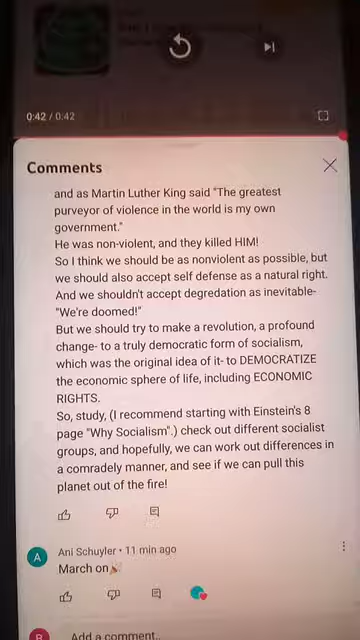 0:42 / 0:42
Comments
and as Martin Luther King said "The greatest
purveyor of violence in the world is my own
government."
He was non-violent, and they killed HIM!
So I think we should be as nonviolent as possible, but
we should also accept self defense as a natural right.
And we shouldn't accept degredation as inevitable-
"We're doomed!"
But we should try to make a revolution, a profound
change- to a truly democratic form of socialism,
which was the original idea of it- to DEMOCRATIZE
the economic sphere of life, including ECONOMIC
RIGHTS.
So, study, (I recommend starting with Einstein's 8
page "Why Socialism".) check out different socialist
groups, and hopefully, we can work out differences in
a comradely manner, and see if we can pull this
planet out of the fire!
A
Ani Schuyler • 11 min ago
March on🎉
Add a comment..